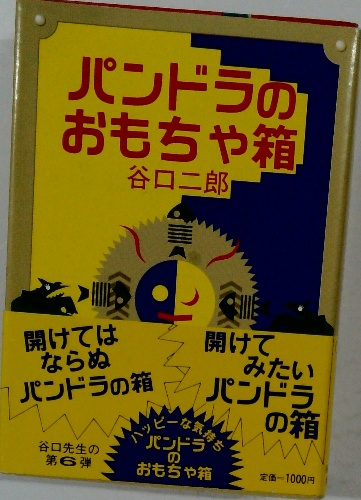 パンドラの
おもちゃ箱
谷口二郎
開けては
ならぬ
パンドラの箱
開けて
みたい
パンドラ
の箱
ハッピーな気持ち
パンドラ
の
おもちゃ箱
谷口先生の
第6弾
定価=1000円